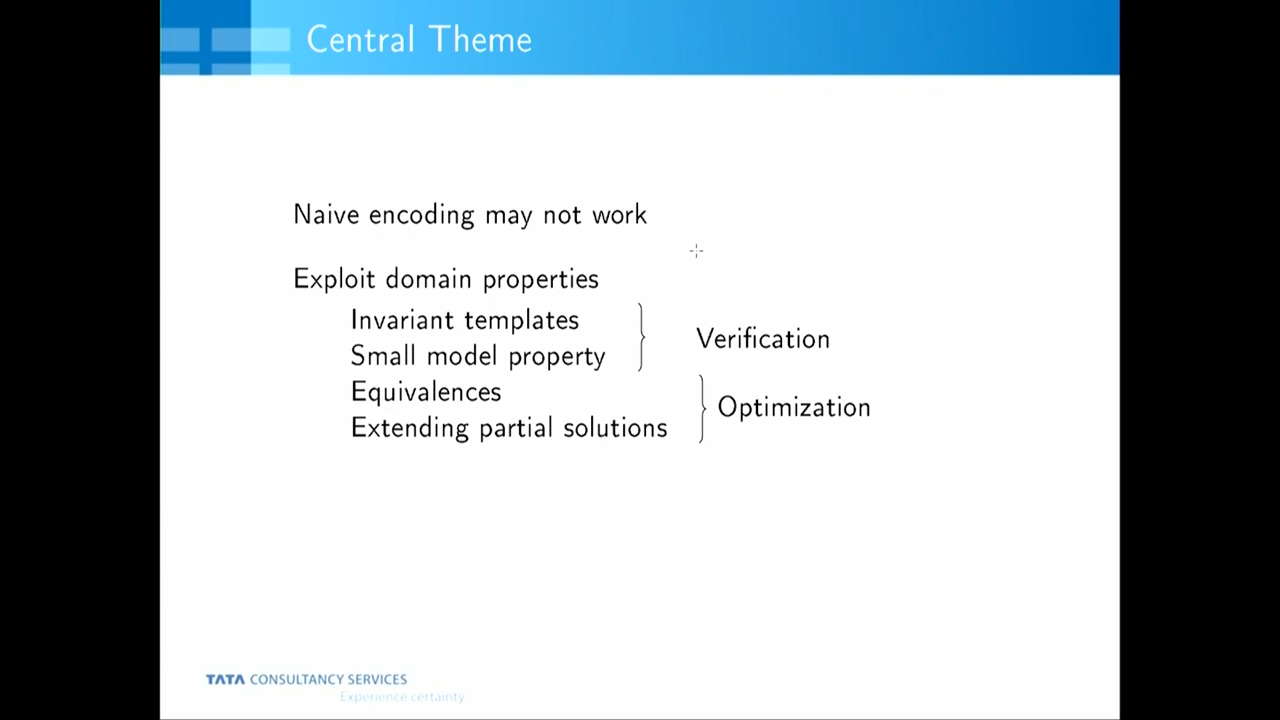 Central Theme
Naive encoding may not work
Exploit domain properties
Invariant templates
Small model property
Verification
Equivalences
Extending partial solutions
Optimization
TATA CONSULTANCY SERVICES
Experience certainty.